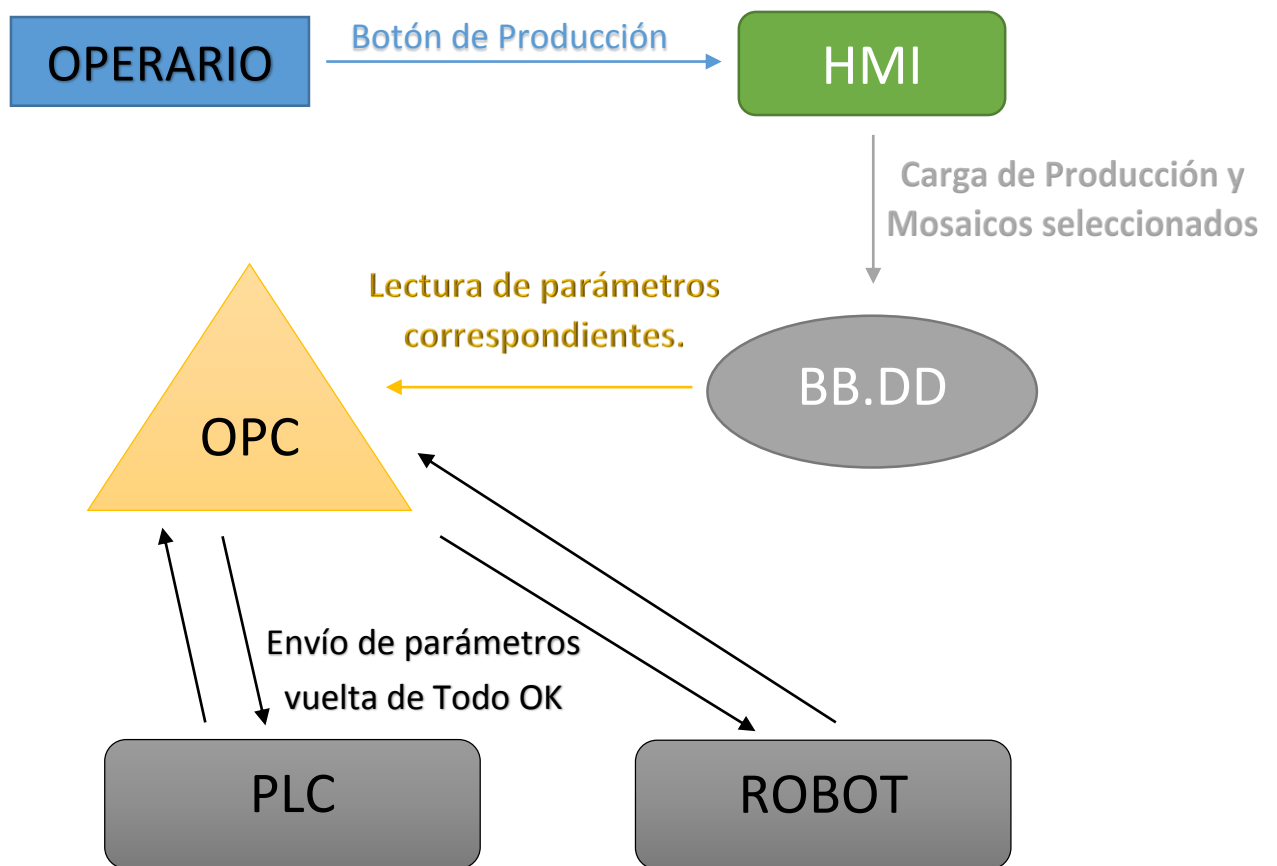 OPERARIO
Botón de Producción
HMI
Carga de Producción y
Mosaicos seleccionados
Lectura de parámetros
correspondientes.
BB.DD
OPC
Envío de parámetros
vuelta de Todo OK
PLC
ROBOT